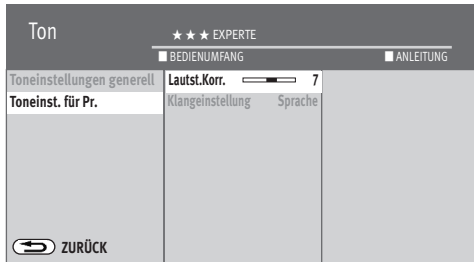 Ton
★ ★ ★ EXPERTE
BEDIENUMFANG
ANLEITUNG
Toneinstellungen generell
Toneinst. für Pr.
Lautst.Korr. 7
Klangeinstellung Sprache
ZURÜCK